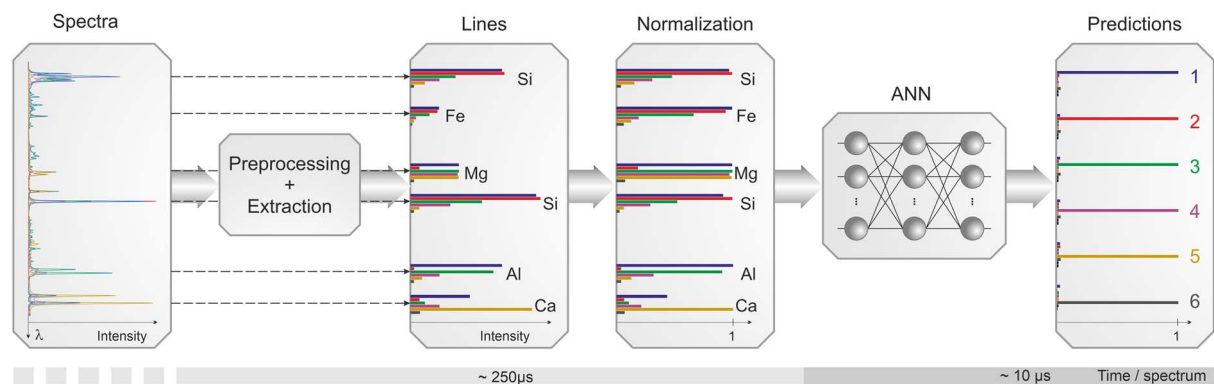 Spectra
Lines
Normalization
ANN
Predictions
Preprocessing
+
Extraction
λ
Intensity
Si
Fe
Mg
Si
Al
Ca
Intensity
Si
Fe
Mg
Si
Al
Ca
1
...
...
...
1
2
3
4
5
6
1
~ 250µs
~ 10 µs
Time / spectrum